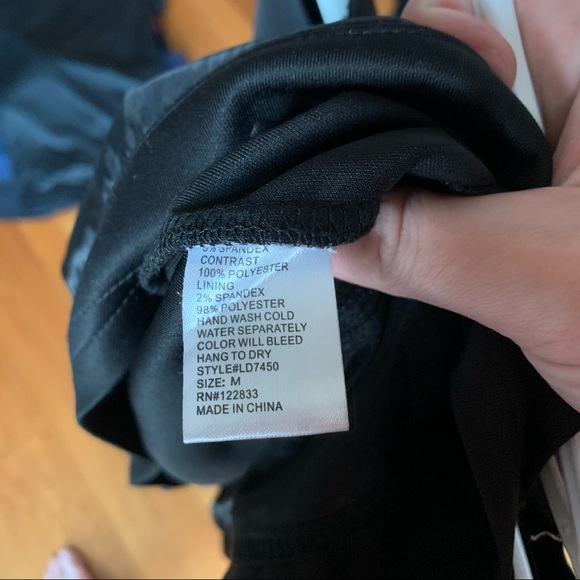 SPANDEX
CONTRAST
100% POLYESTER
LINING
2% SPANDEX
98% POLYESTER
HAND WASH COLD
WATER SEPARATELY
COLOR WILL BLEED
HANG TO DRY
STYLE#LD7450
SIZE: M
RN#122833
MADE IN CHINA